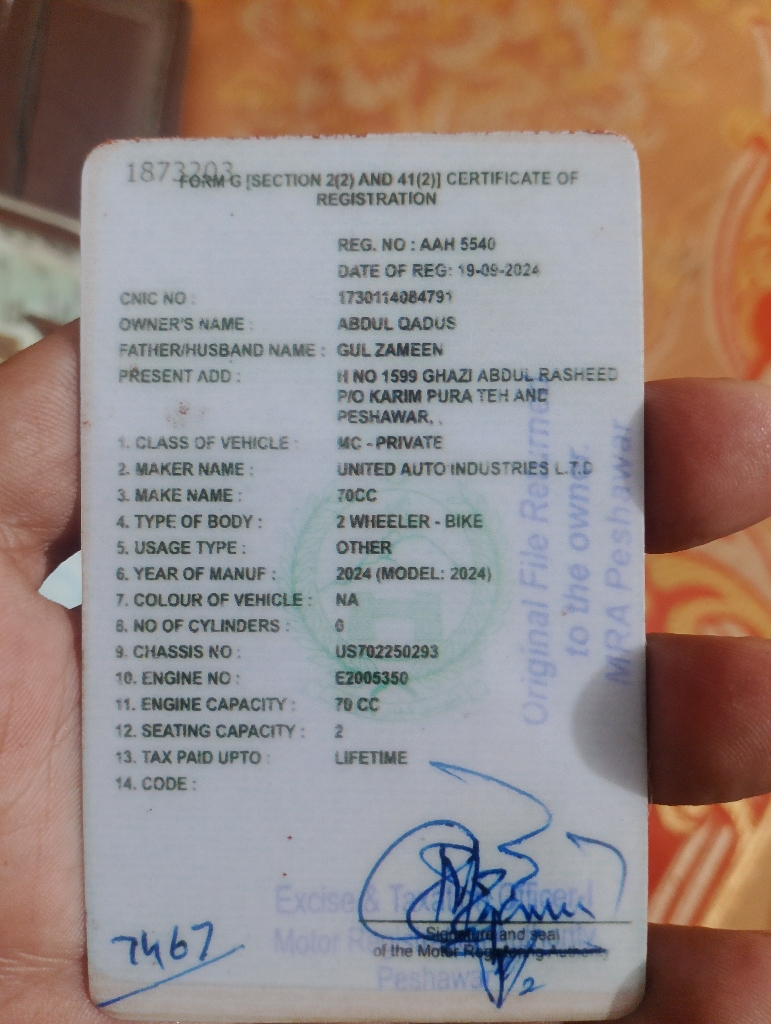 1873203
FORM G [SECTION 2(2) AND 41(2)] CERTIFICATE OF
REGISTRATION
REG. NO : AAH 5540
DATE OF REG: 19-09-2024
CNIC NO : 1730114084791
OWNER'S NAME : ABDUL QADUS
FATHER/HUSBAND NAME : GUL ZAMEEN
PRESENT ADD : H NO 1599 GHAZI ABDUL RASHEED
P/O KARIM PURA TEH AND
PESHAWAR, .
1. CLASS OF VEHICLE : MC - PRIVATE
2. MAKER NAME : UNITED AUTO INDUSTRIES L.T.D
3. MAKE NAME : 70CC
4. TYPE OF BODY : 2 WHEELER - BIKE
5. USAGE TYPE : OTHER
6. YEAR OF MANUF : 2024 (MODEL: 2024)
7. COLOUR OF VEHICLE : NA
8. NO OF CYLINDERS : 0
9. CHASSIS NO : US702250293
10. ENGINE NO : E2005350
11. ENGINE CAPACITY : 70 CC
12. SEATING CAPACITY : 2
13. TAX PAID UPTO : LIFETIME
14. CODE :
Original File Returned
to the owner.
MRA Peshawar
Excise & Taxation Officer-I
Motor Registering Authority
Peshawar
Signature and seal
of the Motor Registering Authority
7467